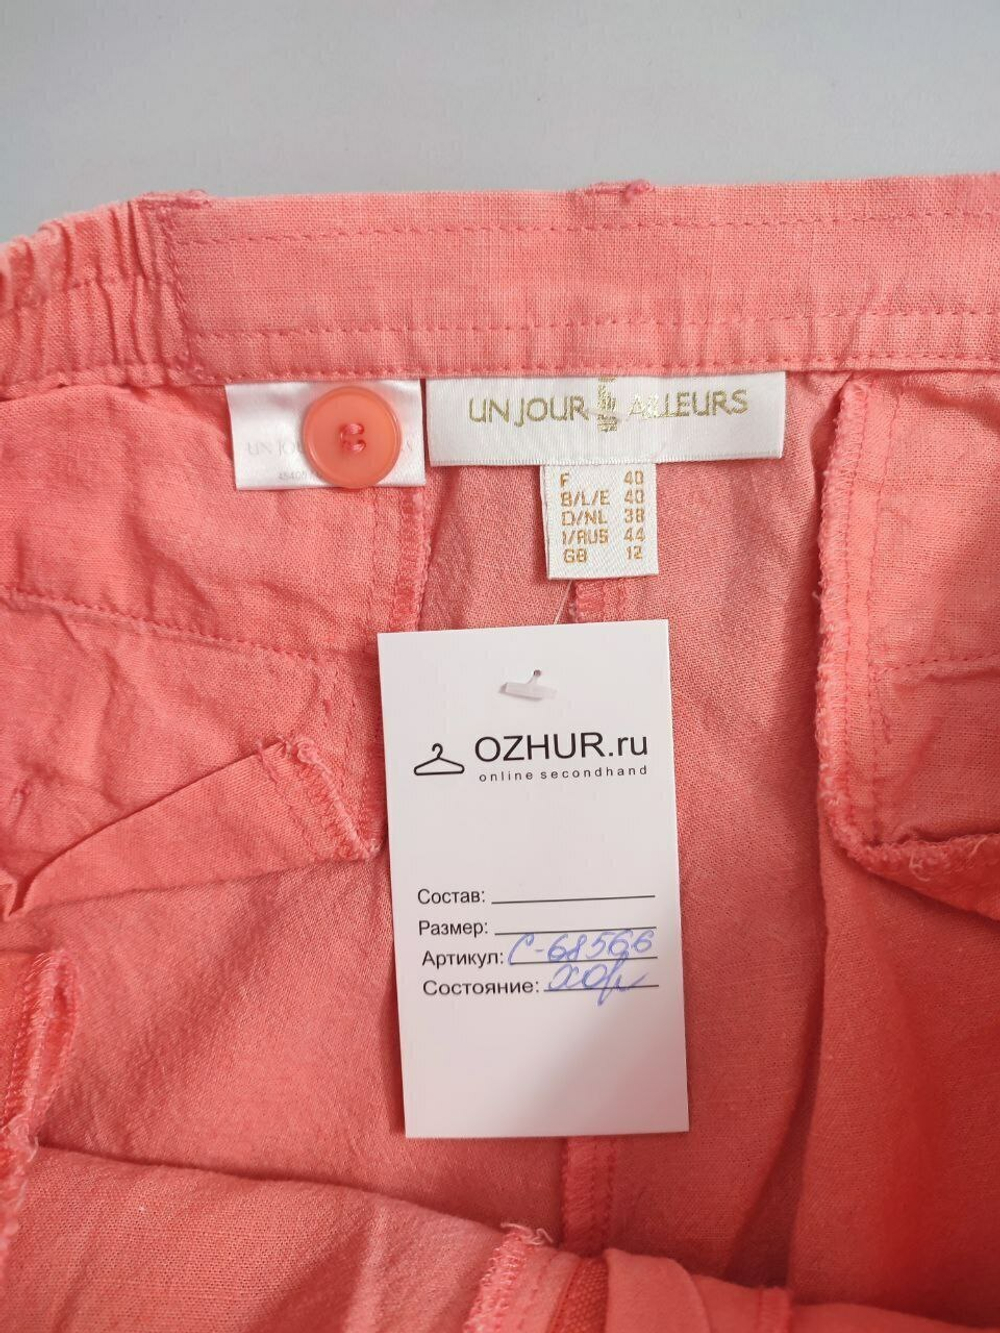 UN JOUR AILLEURS
F 40
B/L/E 40
D/NL 38
I/RUS 44
GB 12
OZHUR.ru
online secondhand
Состав:
Размер:
Артикул: С-68566
Состояние: хор